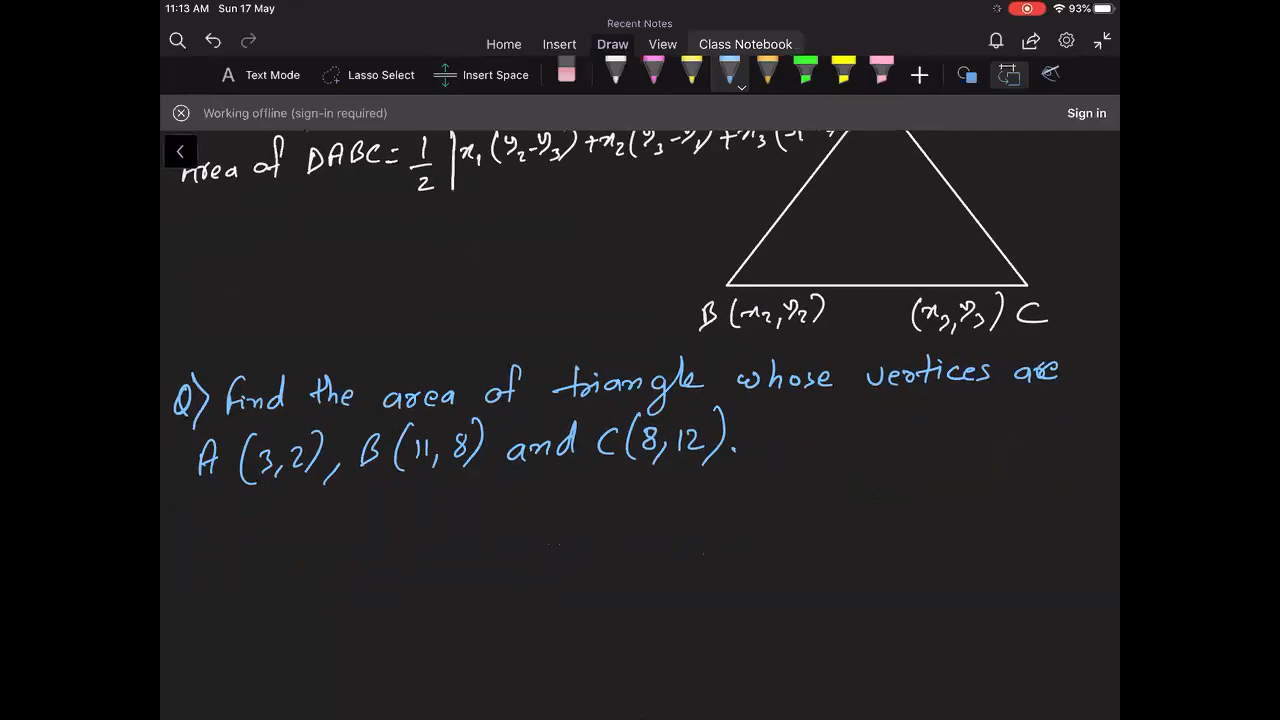 11:13 AM Sun 17 May
93%
Recent Notes
Home Insert Draw View Class Notebook
Text Mode Lasso Select Insert Space
Working offline (sign-in required) Sign in
Area of ΔABC = 1/2 |x₁(y₂-y₃)+x₂(y₃-y₁)+x₃(
B(x₂,y₂) (x₃,y₃) C
Q) Find the area of triangle whose vertices are
A (3,2), B(11,8) and C(8,12).